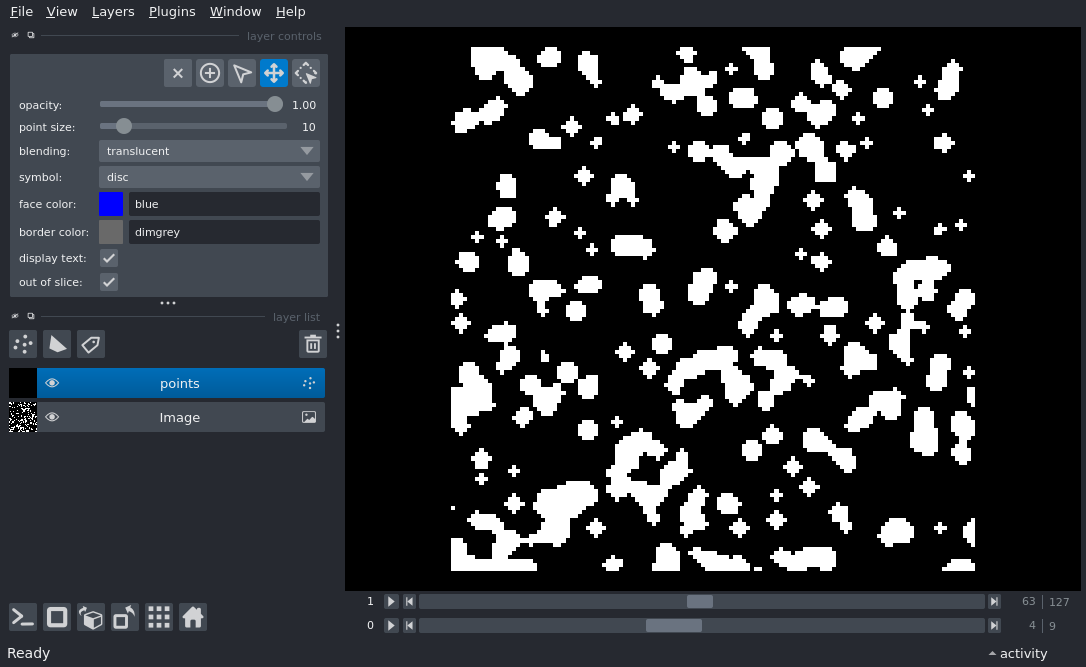 File View Layers Plugins Window Help
layer controls
opacity: 1.00
point size: 10
blending: translucent
symbol: disc
face color: blue
border color: dimgrey
display text:
out of slice:
layer list
points
Image
1 63 127
0 4 9
Ready activity